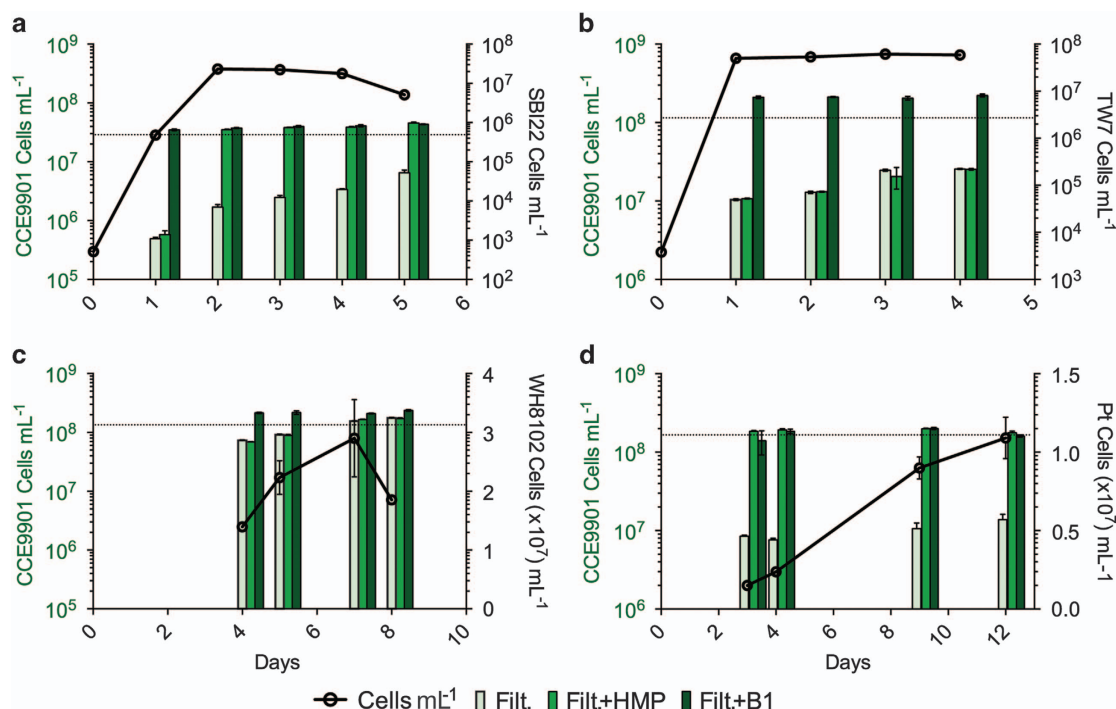 a
10⁹
10⁸
10⁷
10⁶
10⁵
CCE9901 Cells mL⁻¹
10⁸
10⁷
10⁶
10⁵
10⁴
10³
10²
SBI22 Cells mL⁻¹
0 1 2 3 4 5 6
b
10⁹
10⁸
10⁷
10⁶
CCE9901 Cells mL⁻¹
10⁸
10⁷
10⁶
10⁵
10⁴
10³
TW7 Cells mL⁻¹
0 1 2 3 4 5
c
10⁹
10⁸
10⁷
10⁶
10⁵
CCE9901 Cells mL⁻¹
4
3
2
1
0
WH8102 Cells (x10⁷) mL⁻¹
0 2 4 6 8 10
Days
d
10⁹
10⁸
10⁷
10⁶
CCE9901 Cells mL⁻¹
1.5
1.0
0.5
0.0
Pt Cells (x10⁷) mL-1
0 2 4 6 8 10 12
Days
Cells mL⁻¹ Filt. Filt.+HMP Filt.+B1